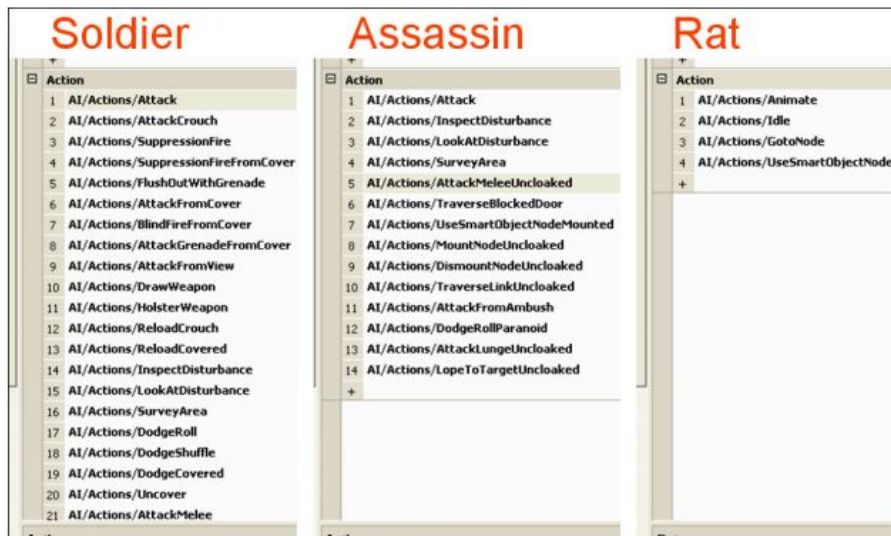 Soldier
Action
1 AI/Actions/Attack
2 AI/Actions/AttackCrouch
3 AI/Actions/SuppressionFire
4 AI/Actions/SuppressionFireFromCover
5 AI/Actions/FlushOutWithGrenade
6 AI/Actions/AttackFromCover
7 AI/Actions/BlindFireFromCover
8 AI/Actions/AttackGrenadeFromCover
9 AI/Actions/AttackFromView
10 AI/Actions/DrawWeapon
11 AI/Actions/HolsterWeapon
12 AI/Actions/ReloadCrouch
13 AI/Actions/ReloadCovered
14 AI/Actions/InspectDisturbance
15 AI/Actions/LookAtDisturbance
16 AI/Actions/SurveyArea
17 AI/Actions/DodgeRoll
18 AI/Actions/DodgeShuffle
19 AI/Actions/DodgeCovered
20 AI/Actions/Uncover
21 AI/Actions/AttackMelee
Assassin
Action
1 AI/Actions/Attack
2 AI/Actions/InspectDisturbance
3 AI/Actions/LookAtDisturbance
4 AI/Actions/SurveyArea
5 AI/Actions/AttackMeleeUncloaked
6 AI/Actions/TraverseBlockedDoor
7 AI/Actions/UseSmartObjectNodeMounted
8 AI/Actions/MountNodeUncloaked
9 AI/Actions/DismountNodeUncloaked
10 AI/Actions/TraverseLinkUncloaked
11 AI/Actions/AttackFromAmbush
12 AI/Actions/DodgeRollParanoid
13 AI/Actions/AttackLungeUncloaked
14 AI/Actions/LopeToTargetUncloaked
+
Rat
Action
1 AI/Actions/Animate
2 AI/Actions/Idle
3 AI/Actions/GotoNode
4 AI/Actions/UseSmartObjectNode
+